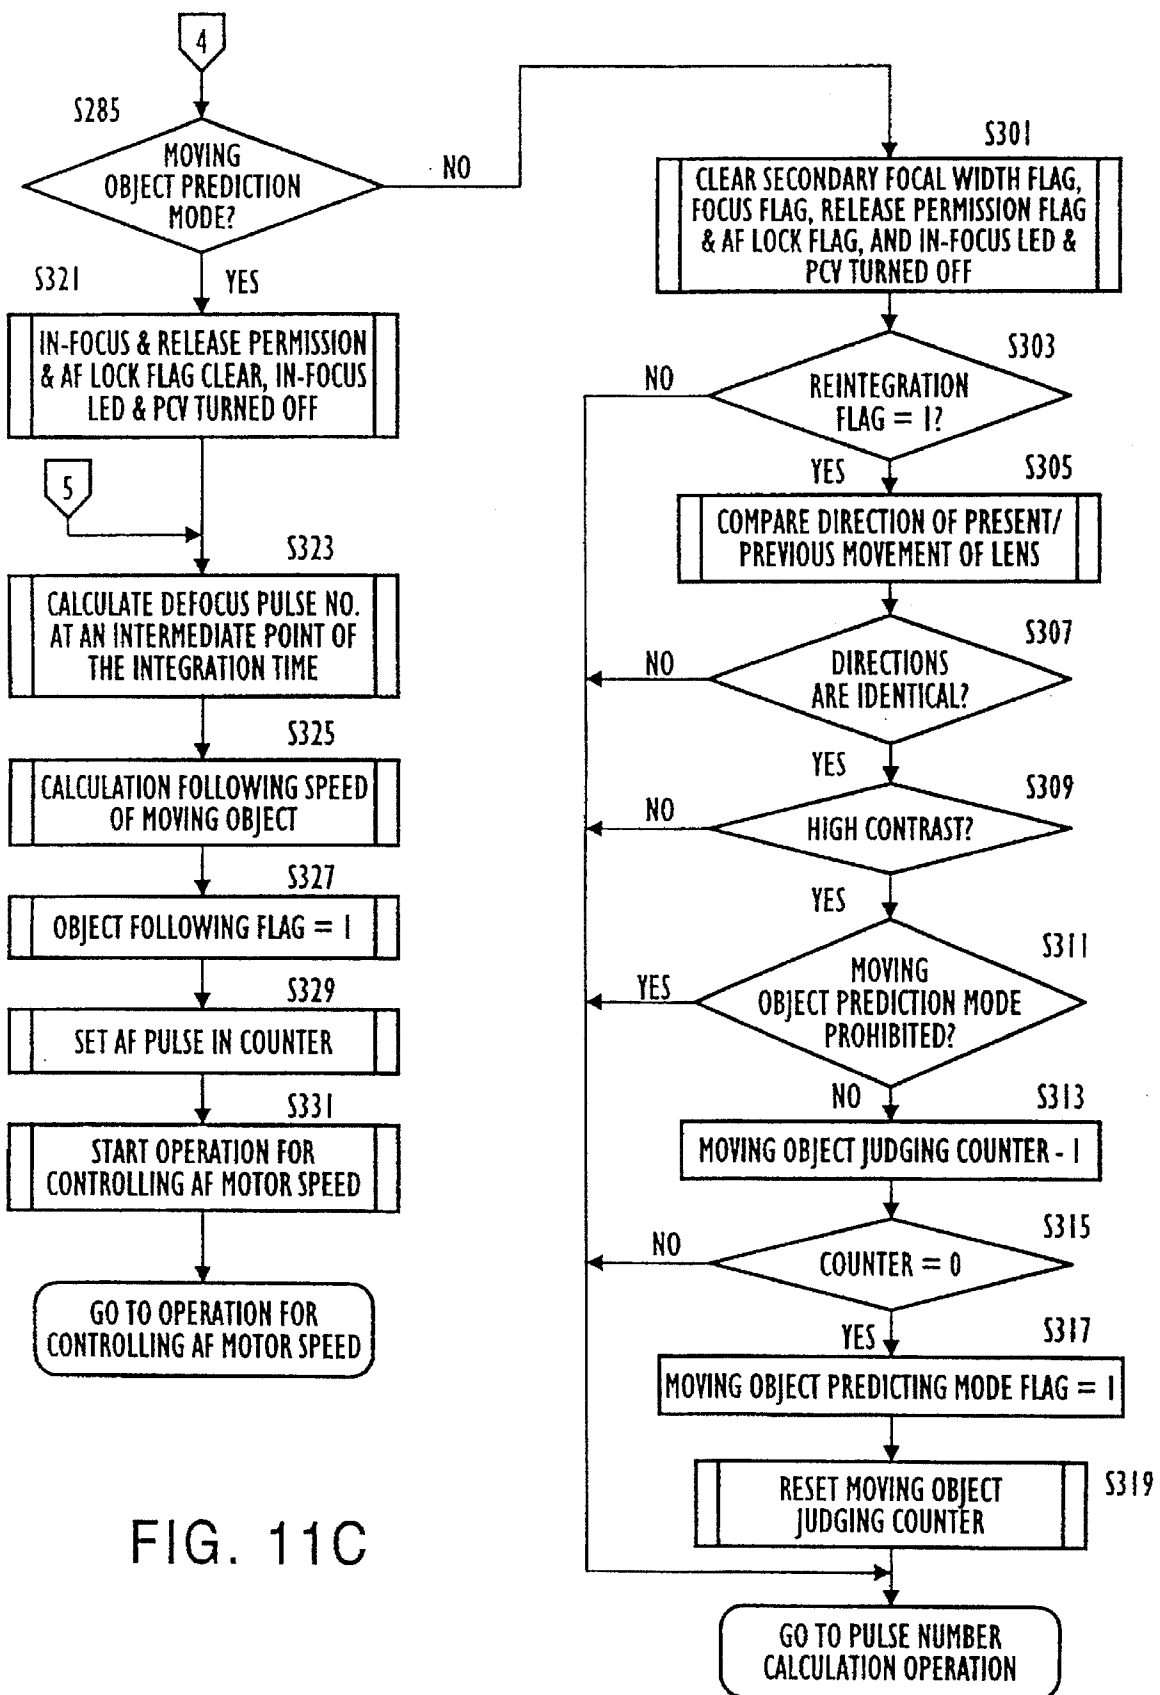 4
S285
MOVING
OBJECT PREDICTION
MODE?
NO
YES
S321
IN-FOCUS & RELEASE PERMISSION
& AF LOCK FLAG CLEAR, IN-FOCUS
LED & PCV TURNED OFF
5
S323
CALCULATE DEFOCUS PULSE NO.
AT AN INTERMEDIATE POINT OF
THE INTEGRATION TIME
S325
CALCULATION FOLLOWING SPEED
OF MOVING OBJECT
S327
OBJECT FOLLOWING FLAG = 1
S329
SET AF PULSE IN COUNTER
S331
START OPERATION FOR
CONTROLLING AF MOTOR SPEED
GO TO OPERATION FOR
CONTROLLING AF MOTOR SPEED
S301
CLEAR SECONDARY FOCAL WIDTH FLAG,
FOCUS FLAG, RELEASE PERMISSION FLAG
& AF LOCK FLAG, AND IN-FOCUS LED &
PCV TURNED OFF
S303
REINTEGRATION
FLAG = 1?
NO
YES
S305
COMPARE DIRECTION OF PRESENT/
PREVIOUS MOVEMENT OF LENS
S307
DIRECTIONS
ARE IDENTICAL?
NO
YES
S309
HIGH CONTRAST?
NO
YES
S311
MOVING
OBJECT PREDICTION MODE
PROHIBITED?
YES
NO
S313
MOVING OBJECT JUDGING COUNTER - 1
S315
COUNTER = 0
NO
YES
S317
MOVING OBJECT PREDICTING MODE FLAG = 1
S319
RESET MOVING OBJECT
JUDGING COUNTER
GO TO PULSE NUMBER
CALCULATION OPERATION
FIG. 11C